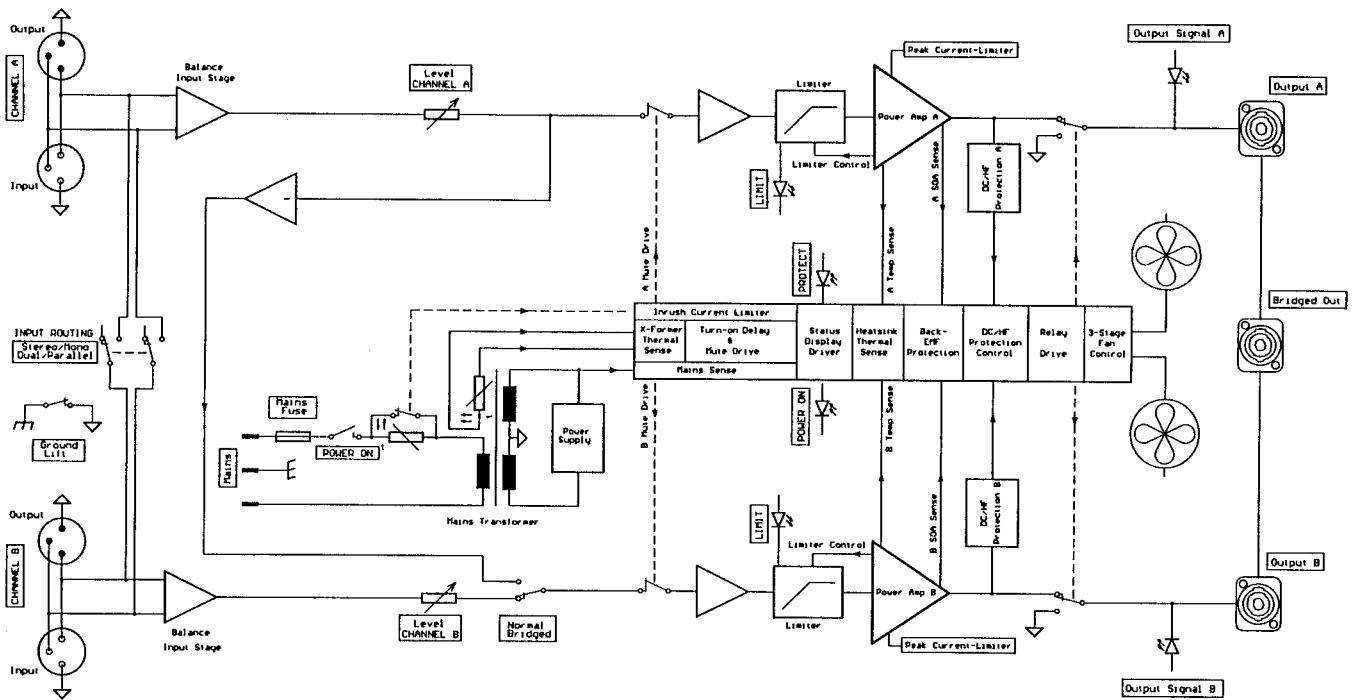 Output
CHANNEL A
Input
Balance
Input Stage
Level
CHANNEL A
Limiter
Peak Current-Limiter
Power Amp A
Limiter Control
LIMIT
A SOA Sense
A Temp Sense
DC/HF
Protection A
Output Signal A
Output A
A Mute Drive
PROTECT
Bridged Out
INPUT ROUTING
Stereo/Mono
Dual/Parallel
Inrush Current Limiter
X-Former
Thermal
Sense
Turn-on Delay
&
Mute Drive
Mains Sense
Status
Display
Driver
Heatsink
Thermal
Sense
Back-
EMF
Protection
DC/HF
Protection
Control
Relay
Drive
3-Stage
Fan
Control
Ground
Lift
Mains
Fuse
Mains
POWER ON
t
t
Power
Supply
Mains Transformer
B Mute Drive
POWER ON
B Temp Sense
B SOA Sense
DC/HF
Protection B
Output
CHANNEL B
Input
Balance
Input Stage
Level
CHANNEL B
Normal
Bridged
LIMIT
Limiter Control
Limiter
Power Amp B
Peak Current-Limiter
Output B
Output Signal B